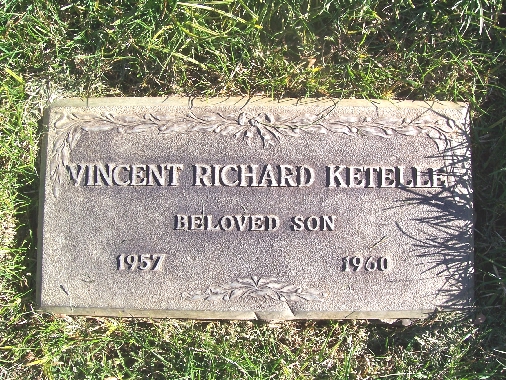 VINCENT RICHARD KETELLE
BELOVED SON
1957 1960